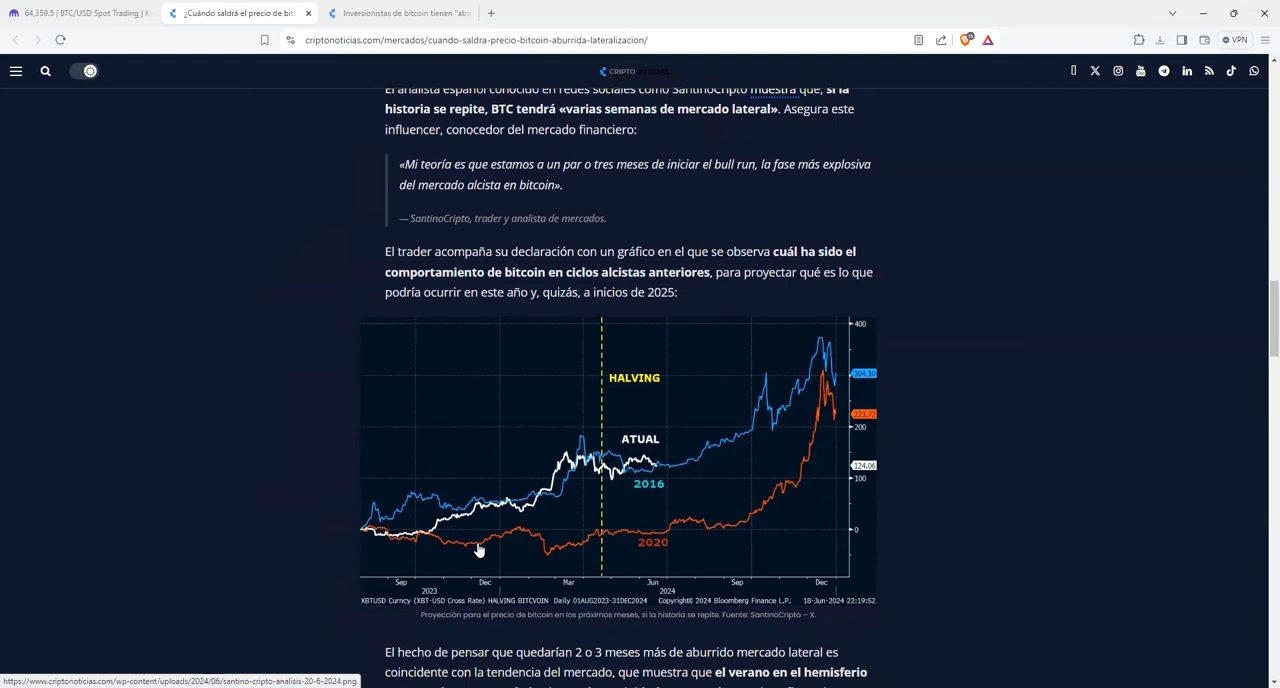 64,359.5 | BTC/USD Spot Trading | K
¿Cuándo saldrá el precio de bit
Inversionistas de bitcoin tienen "abu
criptonoticias.com/mercados/cuando-saldra-precio-bitcoin-aburrida-lateralizacion/
VPN
CRIPTONOTICIAS
El analista español conocido en redes sociales como SantinoCripto muestra que, si la
historia se repite, BTC tendrá «varias semanas de mercado lateral». Asegura este
influencer, conocedor del mercado financiero:
«Mi teoría es que estamos a un par o tres meses de iniciar el bull run, la fase más explosiva
del mercado alcista en bitcoin».
— SantinoCripto, trader y analista de mercados.
El trader acompaña su declaración con un gráfico en el que se observa cuál ha sido el
comportamiento de bitcoin en ciclos alcistas anteriores, para proyectar qué es lo que
podría ocurrir en este año y, quizás, a inicios de 2025:
400
HALVING
304.10
223.72
ATUAL
200
124.06
2016
100
0
2020
Sep Dec Mar Jun Sep Dec
2023 2024
XBTUSD Curncy (XBT-USD Cross Rate) HALVING BITCVOIN Daily 01AUG2023-31DEC2024 Copyright© 2024 Bloomberg Finance L.P. 18-Jun-2024 22:19:52
Proyección para el precio de bitcoin en los próximos meses, si la historia se repite. Fuente: SantinoCripto – X.
El hecho de pensar que quedarían 2 o 3 meses más de aburrido mercado lateral es
coincidente con la tendencia del mercado, que muestra que el verano en el hemisferio
https://www.criptonoticias.com/wp-content/uploads/2024/06/santino-cripto-analisis-20-6-2024.png